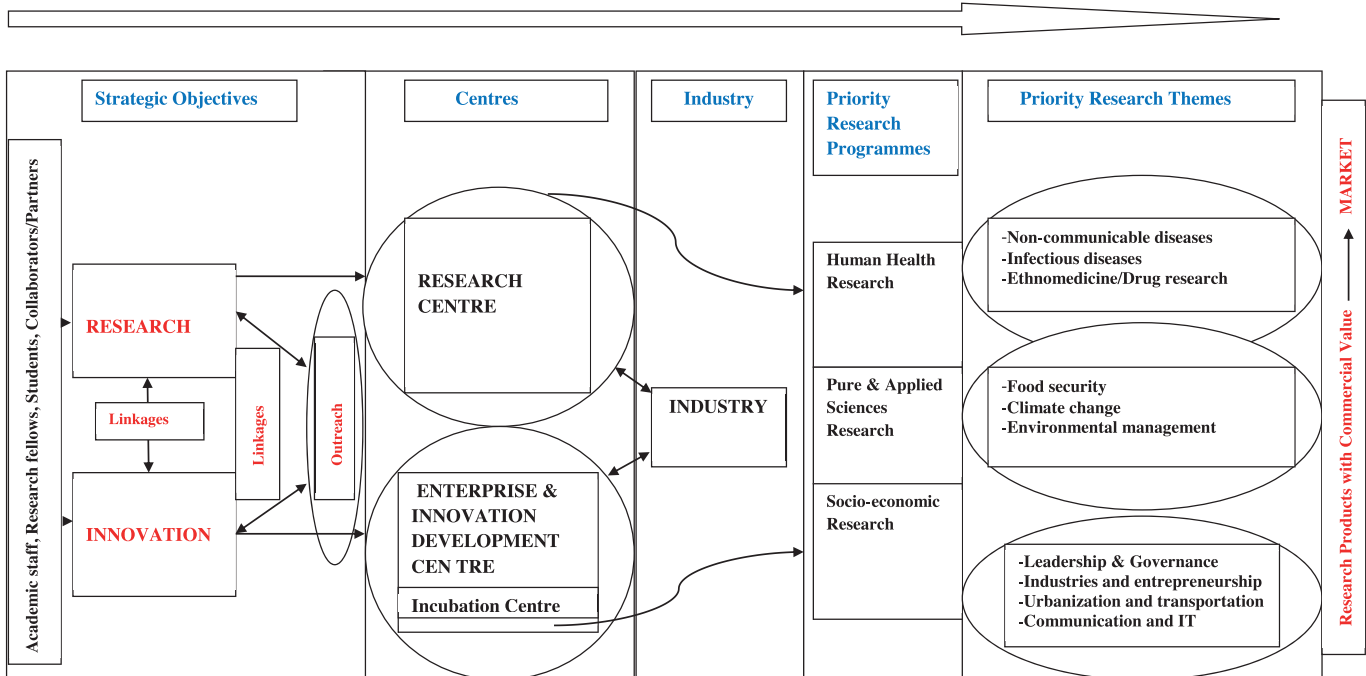 Strategic Objectives
Centres
Industry
Priority
Research
Programmes
Priority Research Themes
Academic staff, Research fellows, Students, Collaborators/Partners
RESEARCH
Linkages
INNOVATION
Linkages
Outreach
RESEARCH
CENTRE
ENTERPRISE &
INNOVATION
DEVELOPMENT
CEN TRE
Incubation Centre
INDUSTRY
Human Health
Research
Pure & Applied
Sciences
Research
Socio-economic
Research
-Non-communicable diseases
-Infectious diseases
-Ethnomedicine/Drug research
-Food security
-Climate change
-Environmental management
-Leadership & Governance
-Industries and entrepreneurship
-Urbanization and transportation
-Communication and IT
Research Products with Commercial Value
MARKET